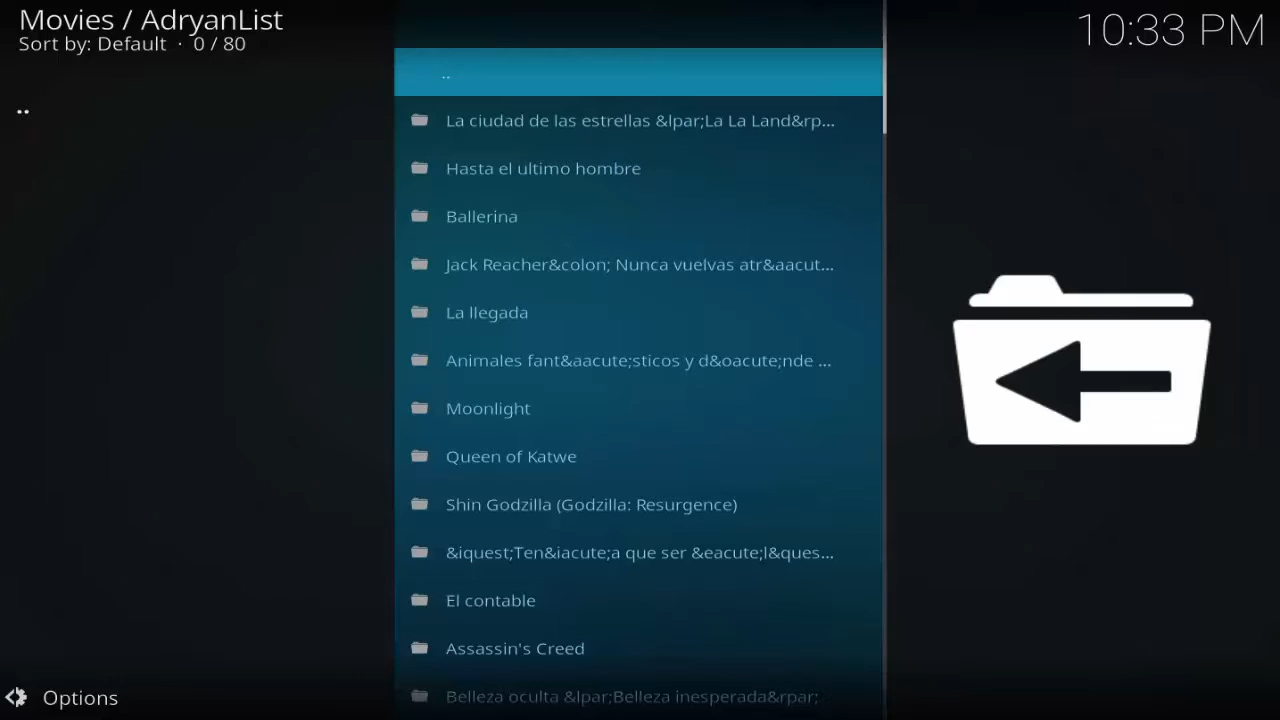 Movies / AdryanList
Sort by: Default · 0 / 80
10:33 PM
..
..
La ciudad de las estrellas &lpar;La La Land&rp...
Hasta el ultimo hombre
Ballerina
Jack Reacher&colon; Nunca vuelvas atr&aacut...
La llegada
Animales fant&aacute;sticos y d&oacute;nde ...
Moonlight
Queen of Katwe
Shin Godzilla (Godzilla: Resurgence)
&iquest;Ten&iacute;a que ser &eacute;l&ques...
El contable
Assassin's Creed
Belleza oculta &lpar;Belleza inesperada&rpar;
Options